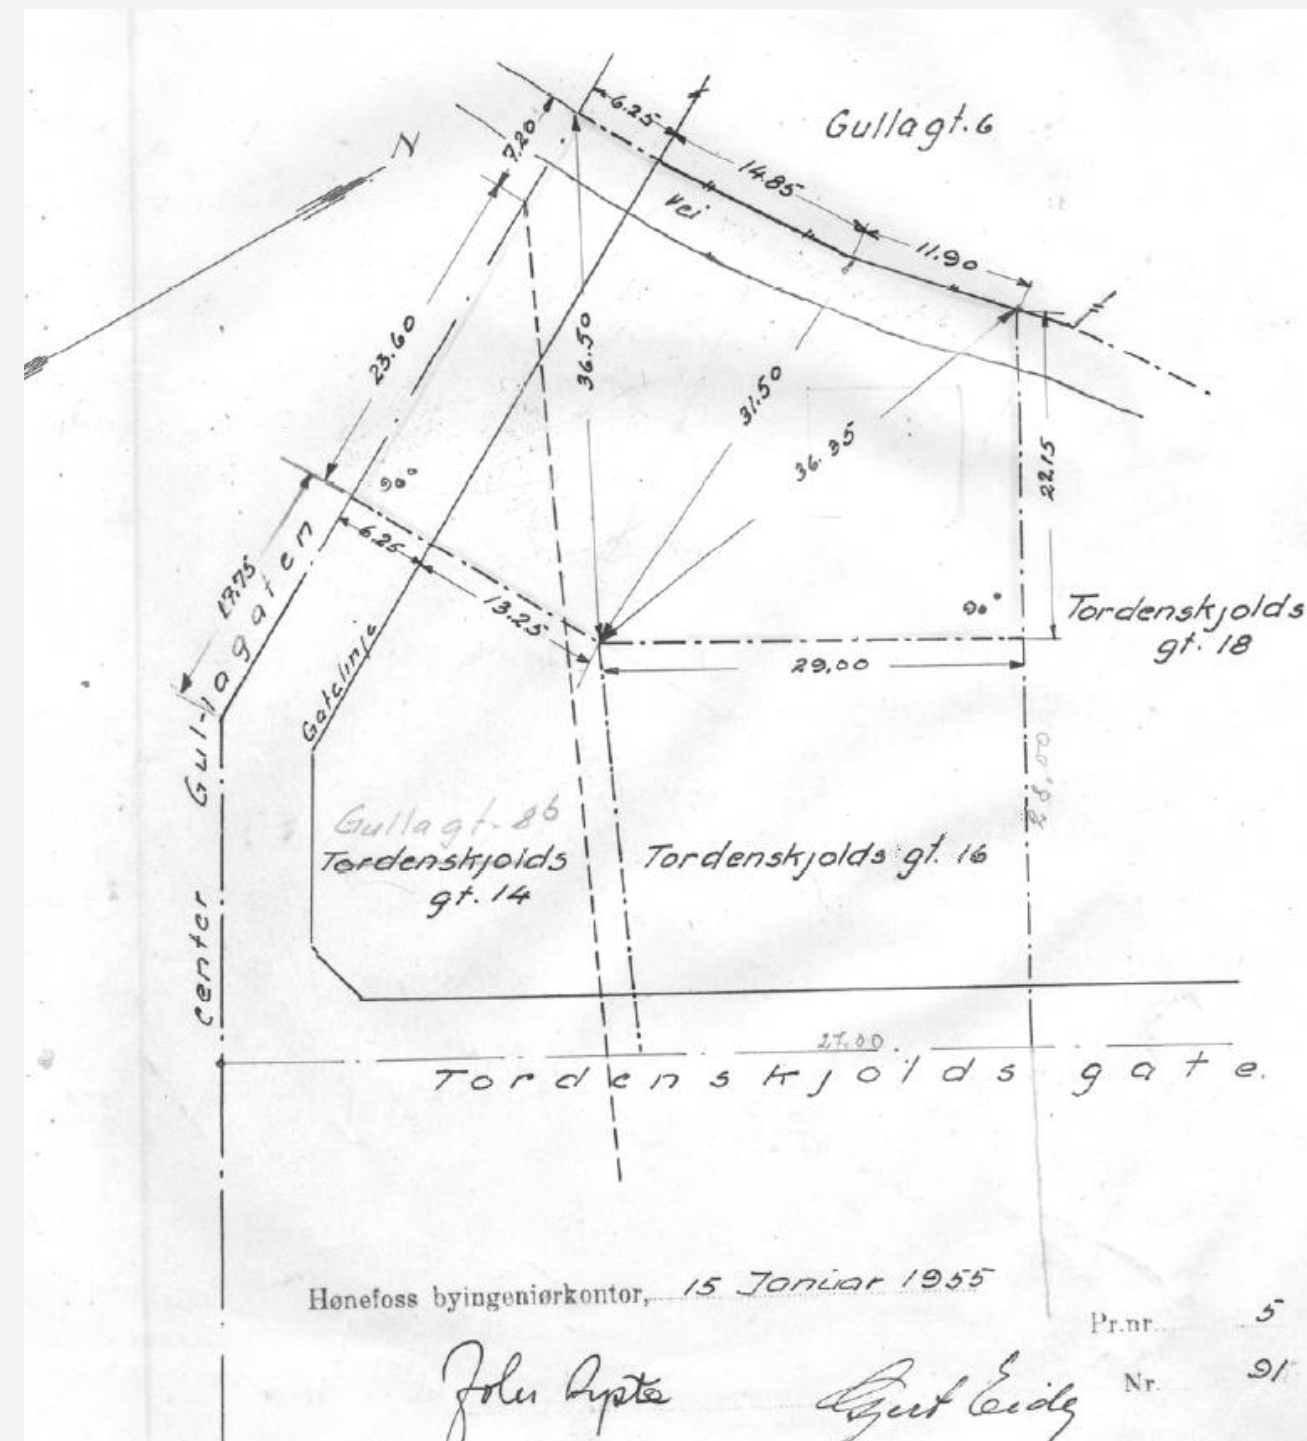 6.25
Gullagt. 6
7.20
N
14.85
vei
11.90
23.60
36.50
31.50
36.35
22.15
90°
17.75
6.25
13.25
90°
Tordenskjolds
gt. 18
29.00
Gatelinje
28.00
Gullagt. 8b
Tordenskjolds
gt. 14
Tordenskjolds gt. 16
center Gul-lagaten
27.00
Tordenskjolds gate.
Hønefoss byingeniørkontor, 15 Januar 1955
Pr.nr. 5
Nr. 91
Eide